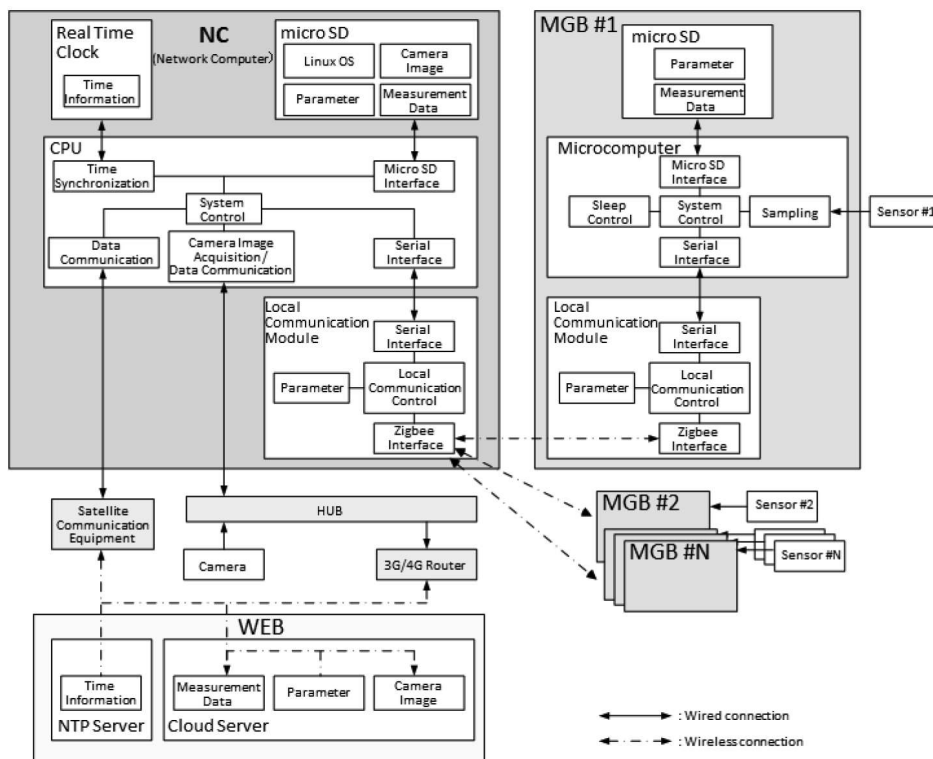 Real Time
Clock
Time
Information
NC
(Network Computer)
micro SD
Linux OS
Camera
Image
Parameter
Measurement
Data
CPU
Time
Synchronization
Micro SD
Interface
System
Control
Data
Communication
Camera Image
Acquisition/
Data Communication
Serial
Interface
Local
Communication
Module
Serial
Interface
Parameter
Local
Communication
Control
Zigbee
Interface
MGB #1
micro SD
Parameter
Measurement
Data
Microcomputer
Micro SD
Interface
Sleep
Control
System
Control
Sampling
Sensor #1
Serial
Interface
Local
Communication
Module
Serial
Interface
Parameter
Local
Communication
Control
Zigbee
Interface
Satellite
Communication
Equipment
HUB
Camera
3G/4G Router
MGB #2
Sensor #2
MGB #N
Sensor #N
WEB
Time
Information
NTP Server
Measurement
Data
Parameter
Camera
Image
Cloud Server
: Wired connection
: Wireless connection